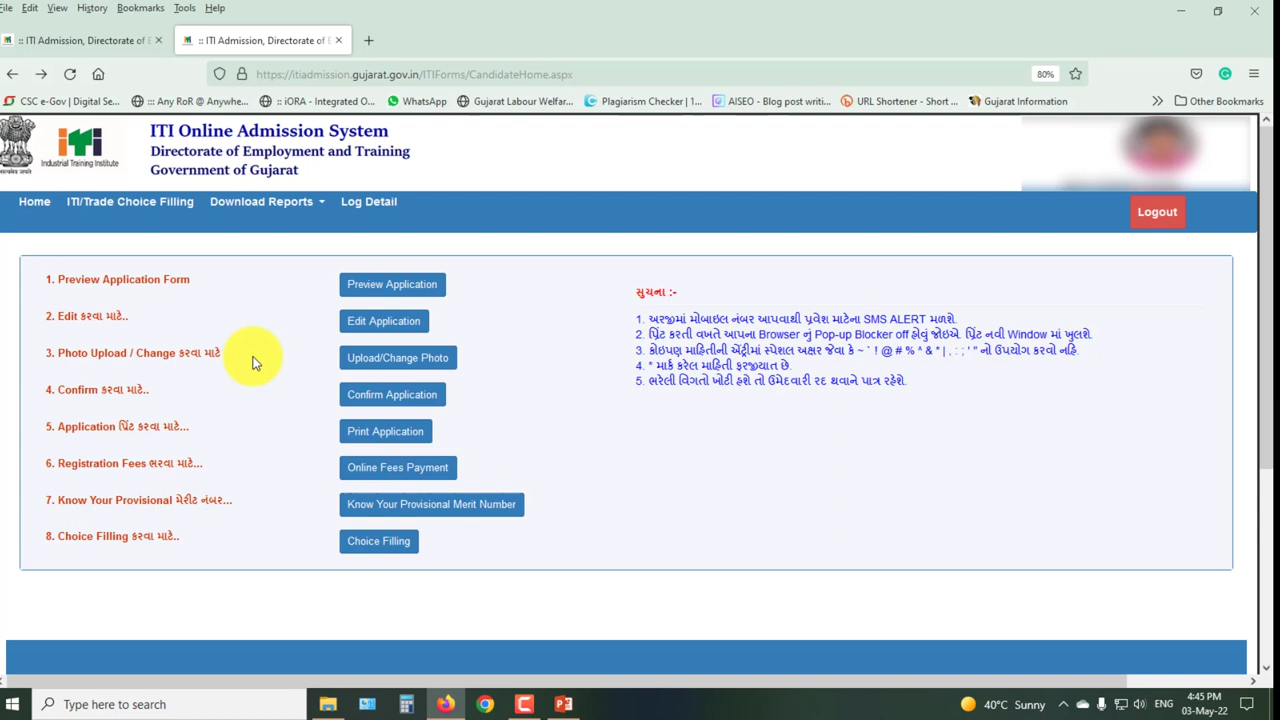 File Edit View History Bookmarks Tools Help
:: ITI Admission, Directorate of E
:: ITI Admission, Directorate of E
https://itiadmission.gujarat.gov.in/ITIForms/CandidateHome.aspx 80%
CSC e-Gov | Digital Se... ::: Any RoR @ Anywhe... :: iORA - Integrated O... WhatsApp Gujarat Labour Welfar... Plagiarism Checker | 1... AISEO - Blog post writi... URL Shortener - Short ... Gujarat Information Other Bookmarks
ITI Online Admission System
Directorate of Employment and Training
Government of Gujarat
Industrial Training Institute
Home ITI/Trade Choice Filling Download Reports Log Detail Logout
1. Preview Application Form Preview Application
2. Edit કરવા માટે.. Edit Application
3. Photo Upload / Change કરવા માટે Upload/Change Photo
4. Confirm કરવા માટે.. Confirm Application
5. Application પ્રિંટ કરવા માટે... Print Application
6. Registration Fees ભરવા માટે... Online Fees Payment
7. Know Your Provisional મેરીટ નંબર... Know Your Provisional Merit Number
8. Choice Filling કરવા માટે.. Choice Filling
સુચના :-
1. અરજીમાં મોબાઇલ નંબર આપવાથી પ્રવેશ માટેના SMS ALERT મળશે.
2. પ્રિંટ કરતી વખતે આપના Browser નું Pop-up Blocker off હોવું જોઇએ. પ્રિંટ નવી Window માં ખુલશે.
3. કોઇપણ માહિતીની એંટ્રીમાં સ્પેશલ અક્ષર જેવા કે ~ ` ! @ # % ^ & * | , : ; ' " નો ઉપયોગ કરવો નહિ.
4. * માર્ક કરેલ માહિતી ફરજીયાત છે.
5. ભરેલી વિગતો ખોટી હશે તો ઉમેદવારી રદ થવાને પાત્ર રહેશે.
Type here to search 40°C Sunny ENG 4:45 PM
03-May-22